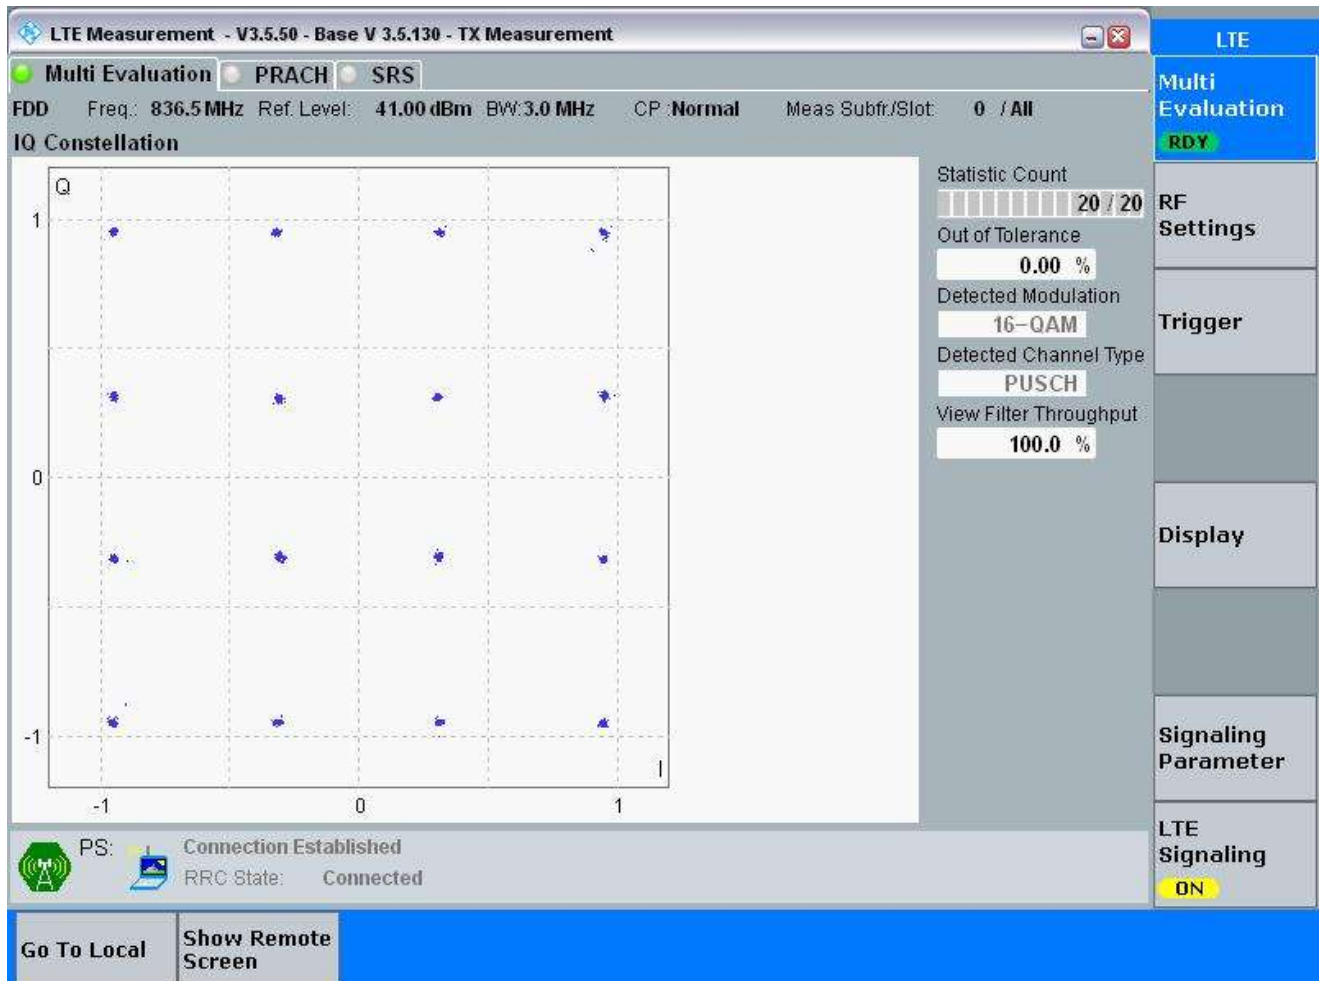 LTE Measurement - V3.5.50 - Base V 3.5.130 - TX Measurement
LTE
Multi Evaluation PRACH SRS
FDD Freq.: 836.5 MHz Ref. Level: 41.00 dBm BW:3.0 MHz CP :Normal Meas Subfr./Slot: 0 / All
IQ Constellation
Q
1
0
-1
I
-1 0 1
Statistic Count
20 / 20
Out of Tolerance
0.00 %
Detected Modulation
16-QAM
Detected Channel Type
PUSCH
View Filter Throughput
100.0 %
Multi
Evaluation
RDY
RF
Settings
Trigger
Display
Signaling
Parameter
LTE
Signaling
ON
PS: Connection Established
RRC State: Connected
Go To Local
Show Remote
Screen